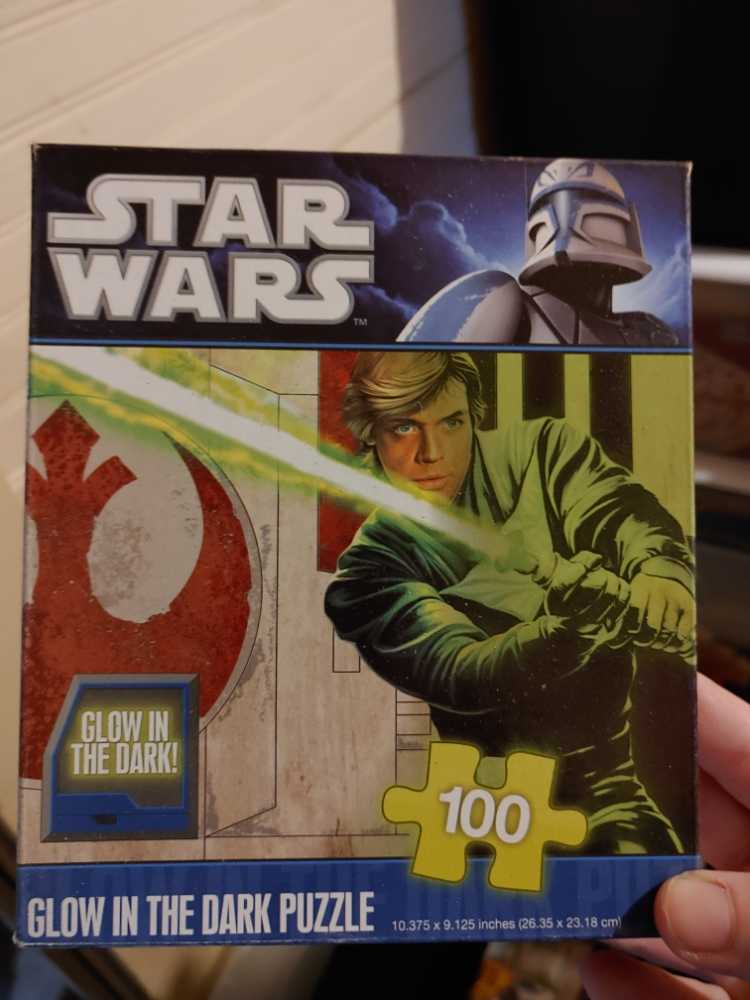 STAR
WARS
TM
GLOW IN
THE DARK!
100
GLOW IN THE DARK PUZZLE
10.375 x 9.125 inches (26.35 x 23.18 cm)